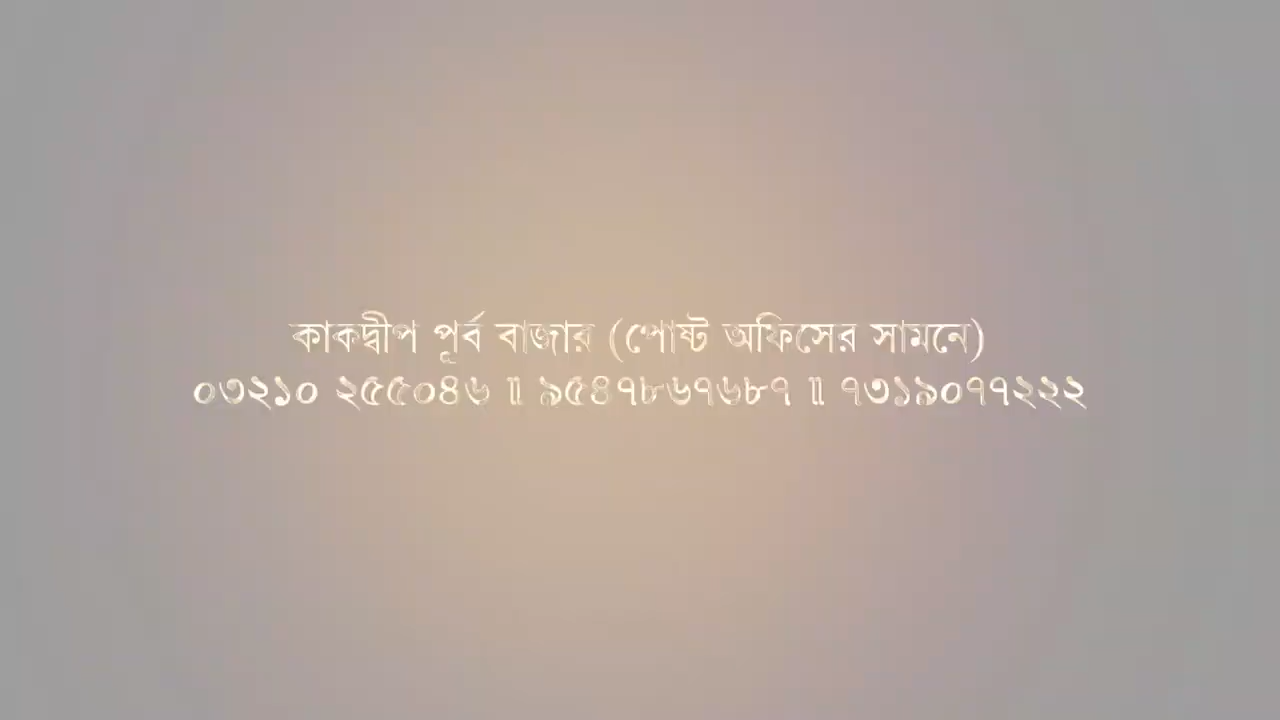 কাকদ্বীপ পূর্ব বাজার (পোষ্ট অফিসের সামনে)
০৩২১০ ২৫৫০৪৬ ॥ ৯৫৪৭৮৬৭৬৮৭ ॥ ৭৩১৯০৭৭২২২